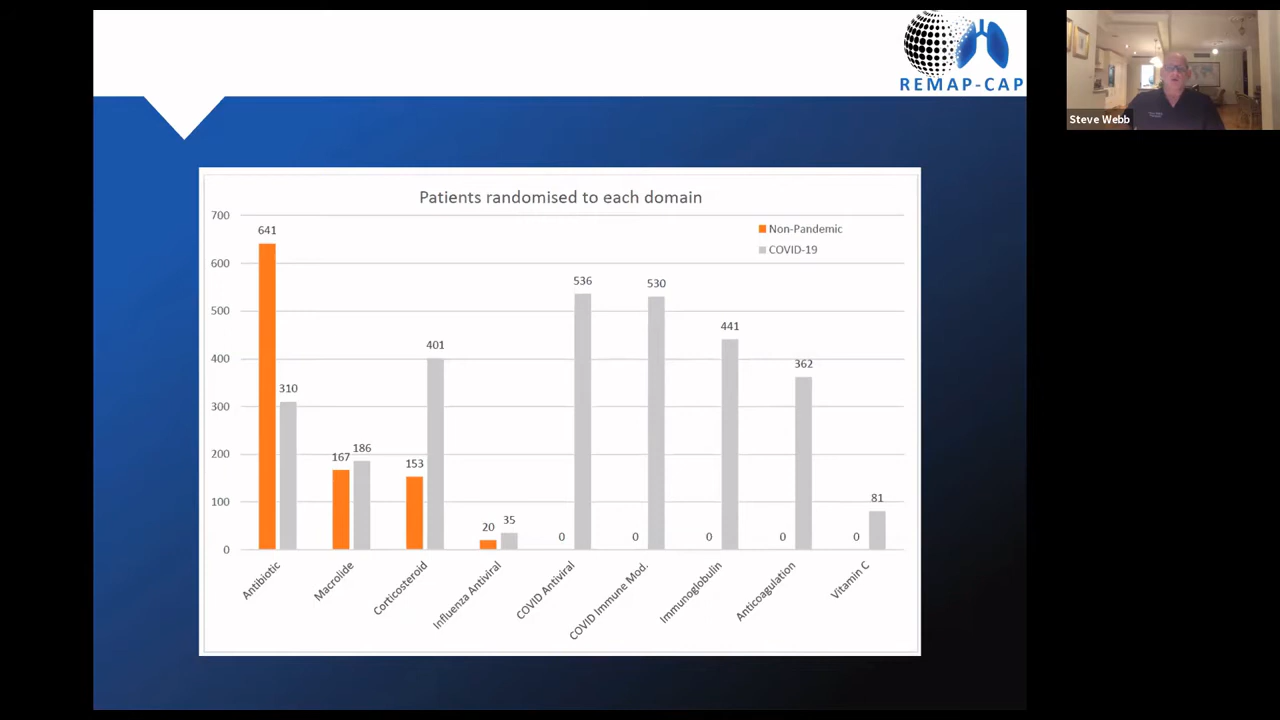 REMAP-CAP
Steve Webb
Patients randomised to each domain
Non-Pandemic
COVID-19
700
600
500
400
300
200
100
0
641
310
167
186
153
401
20
35
0
536
0
530
0
441
0
362
0
81
Antibiotic
Macrolide
Corticosteroid
Influenza Antiviral
COVID Antiviral
COVID Immune Mod.
Immunoglobulin
Anticoagulation
Vitamin C